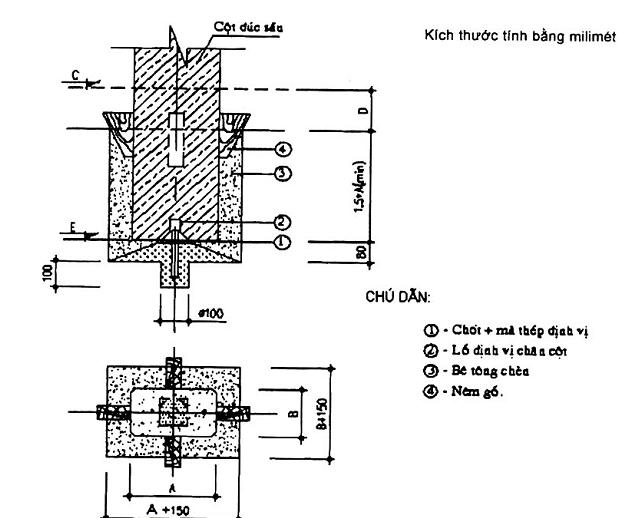 Cột đúc sẵn
Kích thước tính bằng milimét
C
D
④
③
1.5*A(min)
②
E
①
80
100
ø100
CHÚ DẪN:
① - Chốt + mã thép định vị
② - Lỗ định vị chân cột
③ - Bê tông chèn
④ - Nêm gỗ.
B
B+150
A
A +150